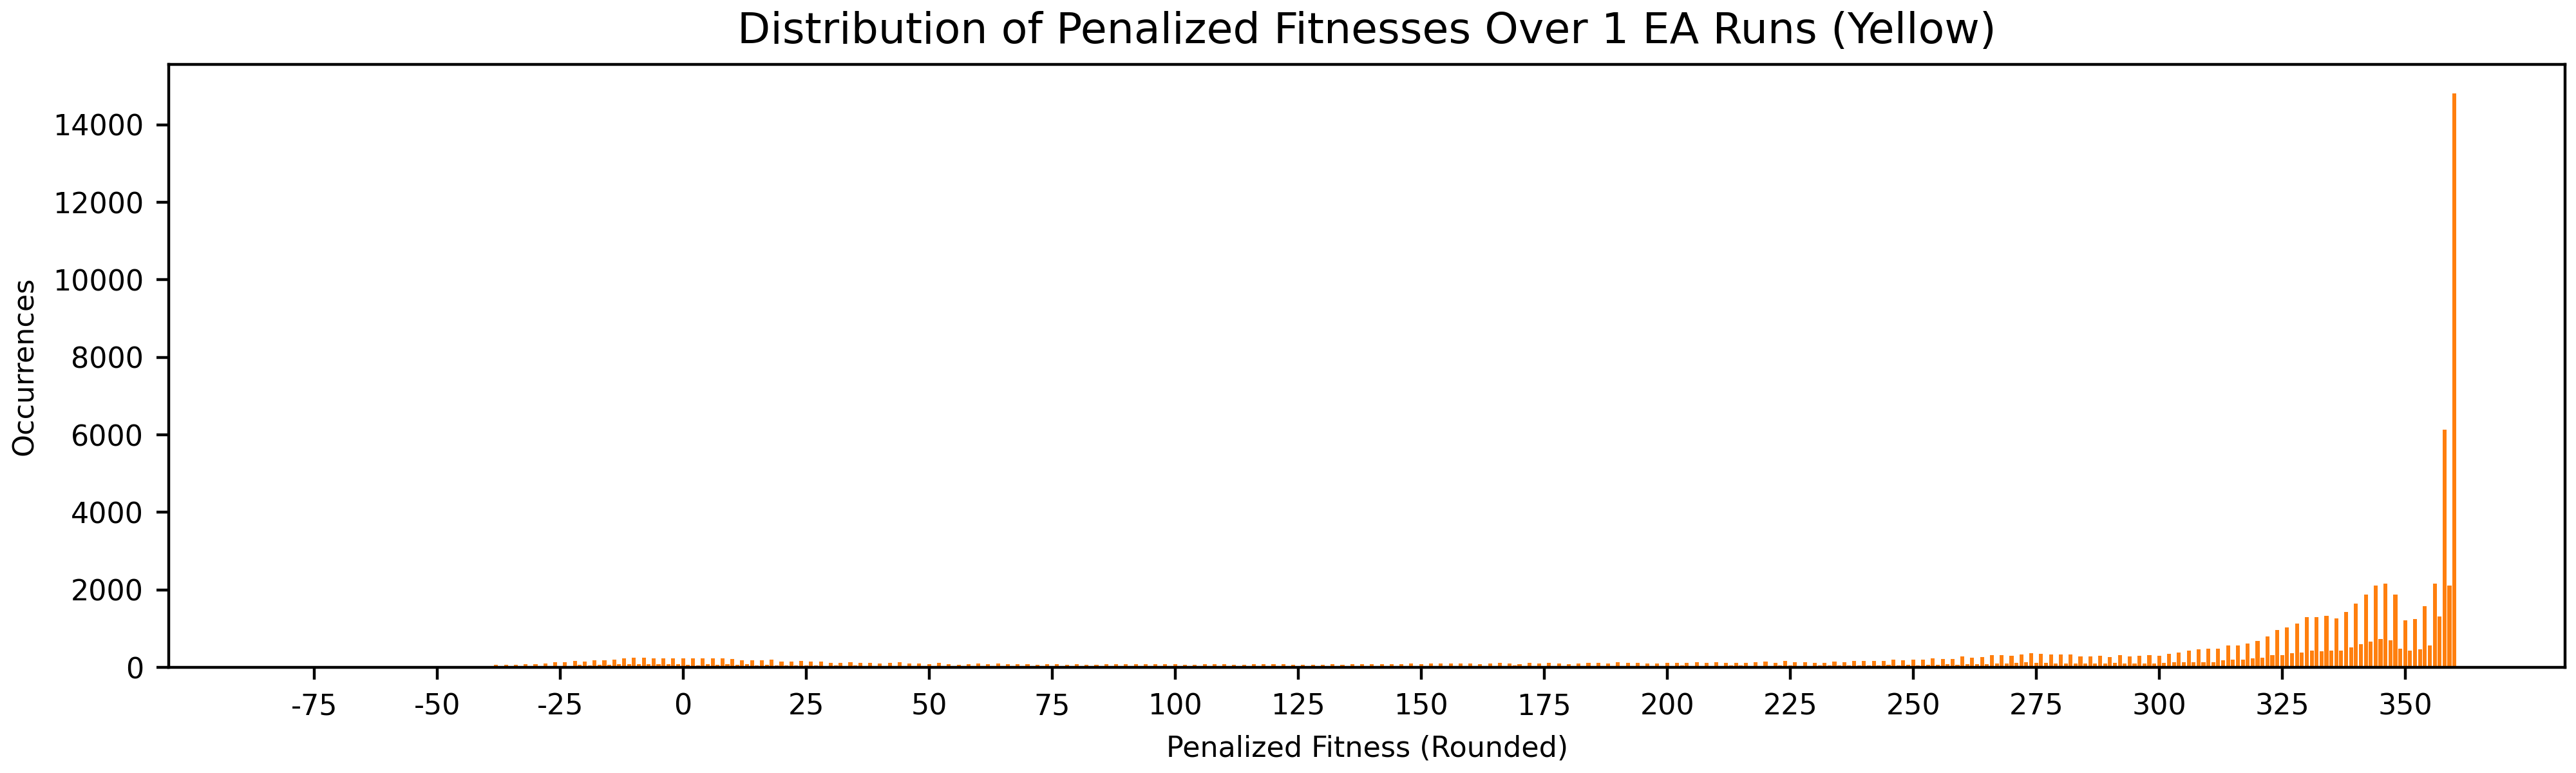 Distribution of Penalized Fitnesses Over 1 EA Runs (Yellow)
14000
12000
10000
8000
6000
4000
2000
0
Occurrences
-75 -50 -25 0 25 50 75 100 125 150 175 200 225 250 275 300 325 350
Penalized Fitness (Rounded)